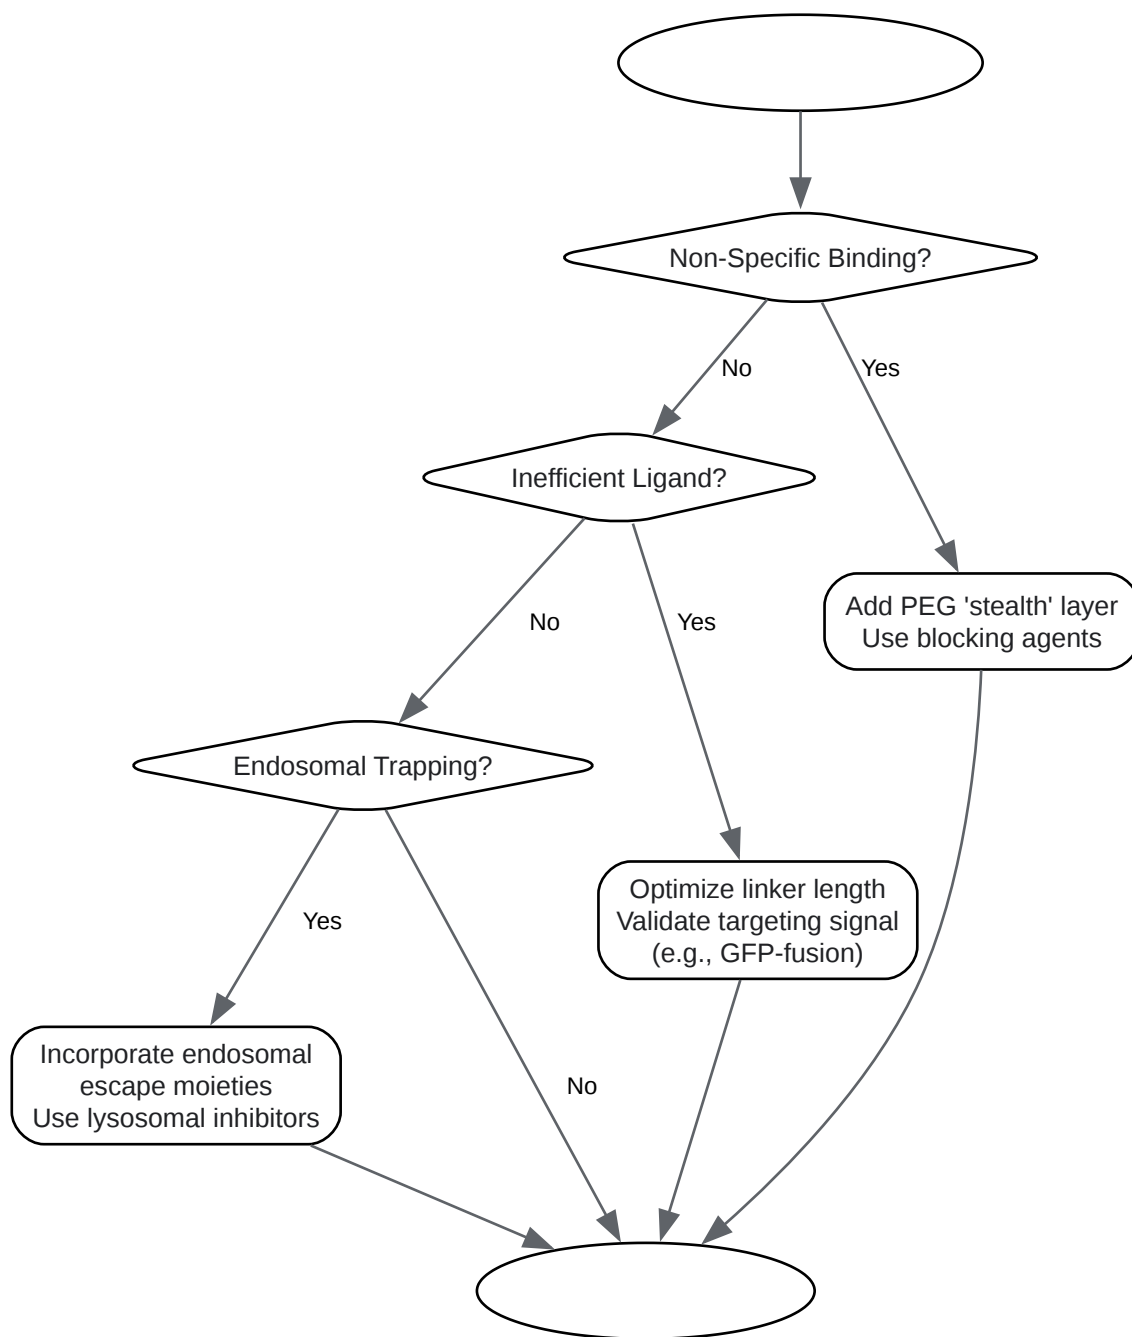 Non-Specific Binding?
No
Yes
Inefficient Ligand?
Add PEG 'stealth' layer
Use blocking agents
No
Yes
Endosomal Trapping?
Optimize linker length
Validate targeting signal
(e.g., GFP-fusion)
Yes
Incorporate endosomal
escape moieties
Use lysosomal inhibitors
No